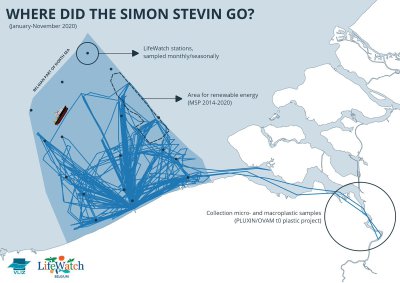 WHERE DID THE SIMON STEVIN GO?
(January-November 2020)
BELGIAN PART OF NORTH SEA
LifeWatch stations,
sampled monthly/seasonally
Area for renewable energy
(MSP 2014-2020)
Collection micro- and macroplastic samples
(PLUXIN/OVAM t0 plastic project)
VLIZ
LifeWatch
BELGIUM